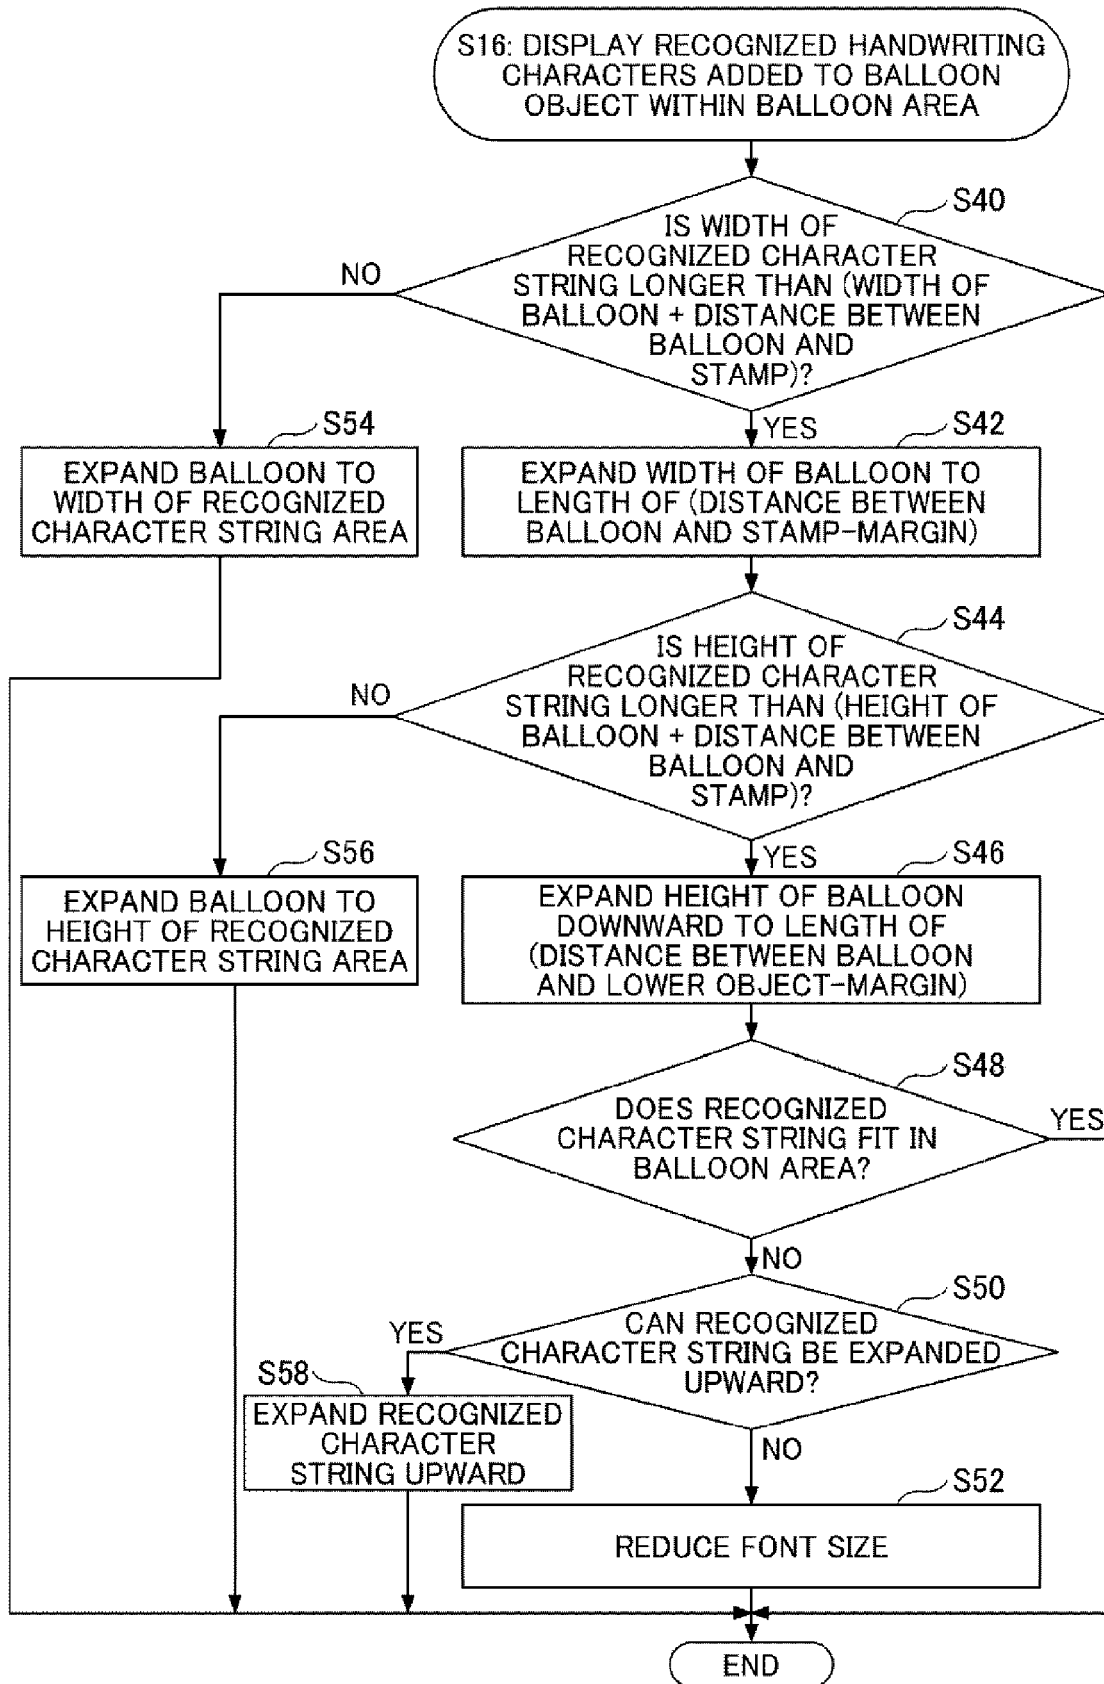 S16: DISPLAY RECOGNIZED HANDWRITING
CHARACTERS ADDED TO BALLOON
OBJECT WITHIN BALLOON AREA
S40
IS WIDTH OF
RECOGNIZED CHARACTER
STRING LONGER THAN (WIDTH OF
BALLOON + DISTANCE BETWEEN
BALLOON AND
STAMP)?
NO
YES
S54
EXPAND BALLOON TO
WIDTH OF RECOGNIZED
CHARACTER STRING AREA
S42
EXPAND WIDTH OF BALLOON TO
LENGTH OF (DISTANCE BETWEEN
BALLOON AND STAMP-MARGIN)
S44
IS HEIGHT OF
RECOGNIZED CHARACTER
STRING LONGER THAN (HEIGHT OF
BALLOON + DISTANCE BETWEEN
BALLOON AND
STAMP)?
NO
YES
S56
EXPAND BALLOON TO
HEIGHT OF RECOGNIZED
CHARACTER STRING AREA
S46
EXPAND HEIGHT OF BALLOON
DOWNWARD TO LENGTH OF
(DISTANCE BETWEEN BALLOON
AND LOWER OBJECT-MARGIN)
S48
DOES RECOGNIZED
CHARACTER STRING FIT IN
BALLOON AREA?
YES
NO
S50
CAN RECOGNIZED
CHARACTER STRING BE EXPANDED
UPWARD?
YES
NO
S58
EXPAND RECOGNIZED
CHARACTER
STRING UPWARD
S52
REDUCE FONT SIZE
END